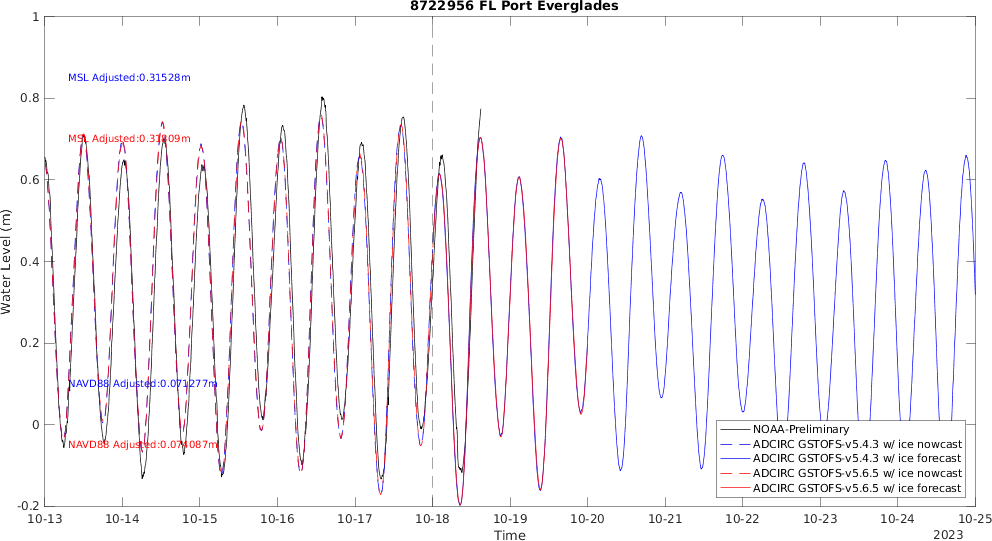 8722956 FL Port Everglades
1
0.8
0.6
0.4
0.2
0
-0.2
Water Level (m)
MSL Adjusted:0.31528m
NAVD88 Adjusted:0.071277m
NOAA-Preliminary
ADCIRC GSTOFS-v5.4.3 w/ ice nowcast
ADCIRC GSTOFS-v5.4.3 w/ ice forecast
ADCIRC GSTOFS-v5.6.5 w/ ice nowcast
ADCIRC GSTOFS-v5.6.5 w/ ice forecast
10-13 10-14 10-15 10-16 10-17 10-18 10-19 10-20 10-21 10-22 10-23 10-24 10-25
Time
2023